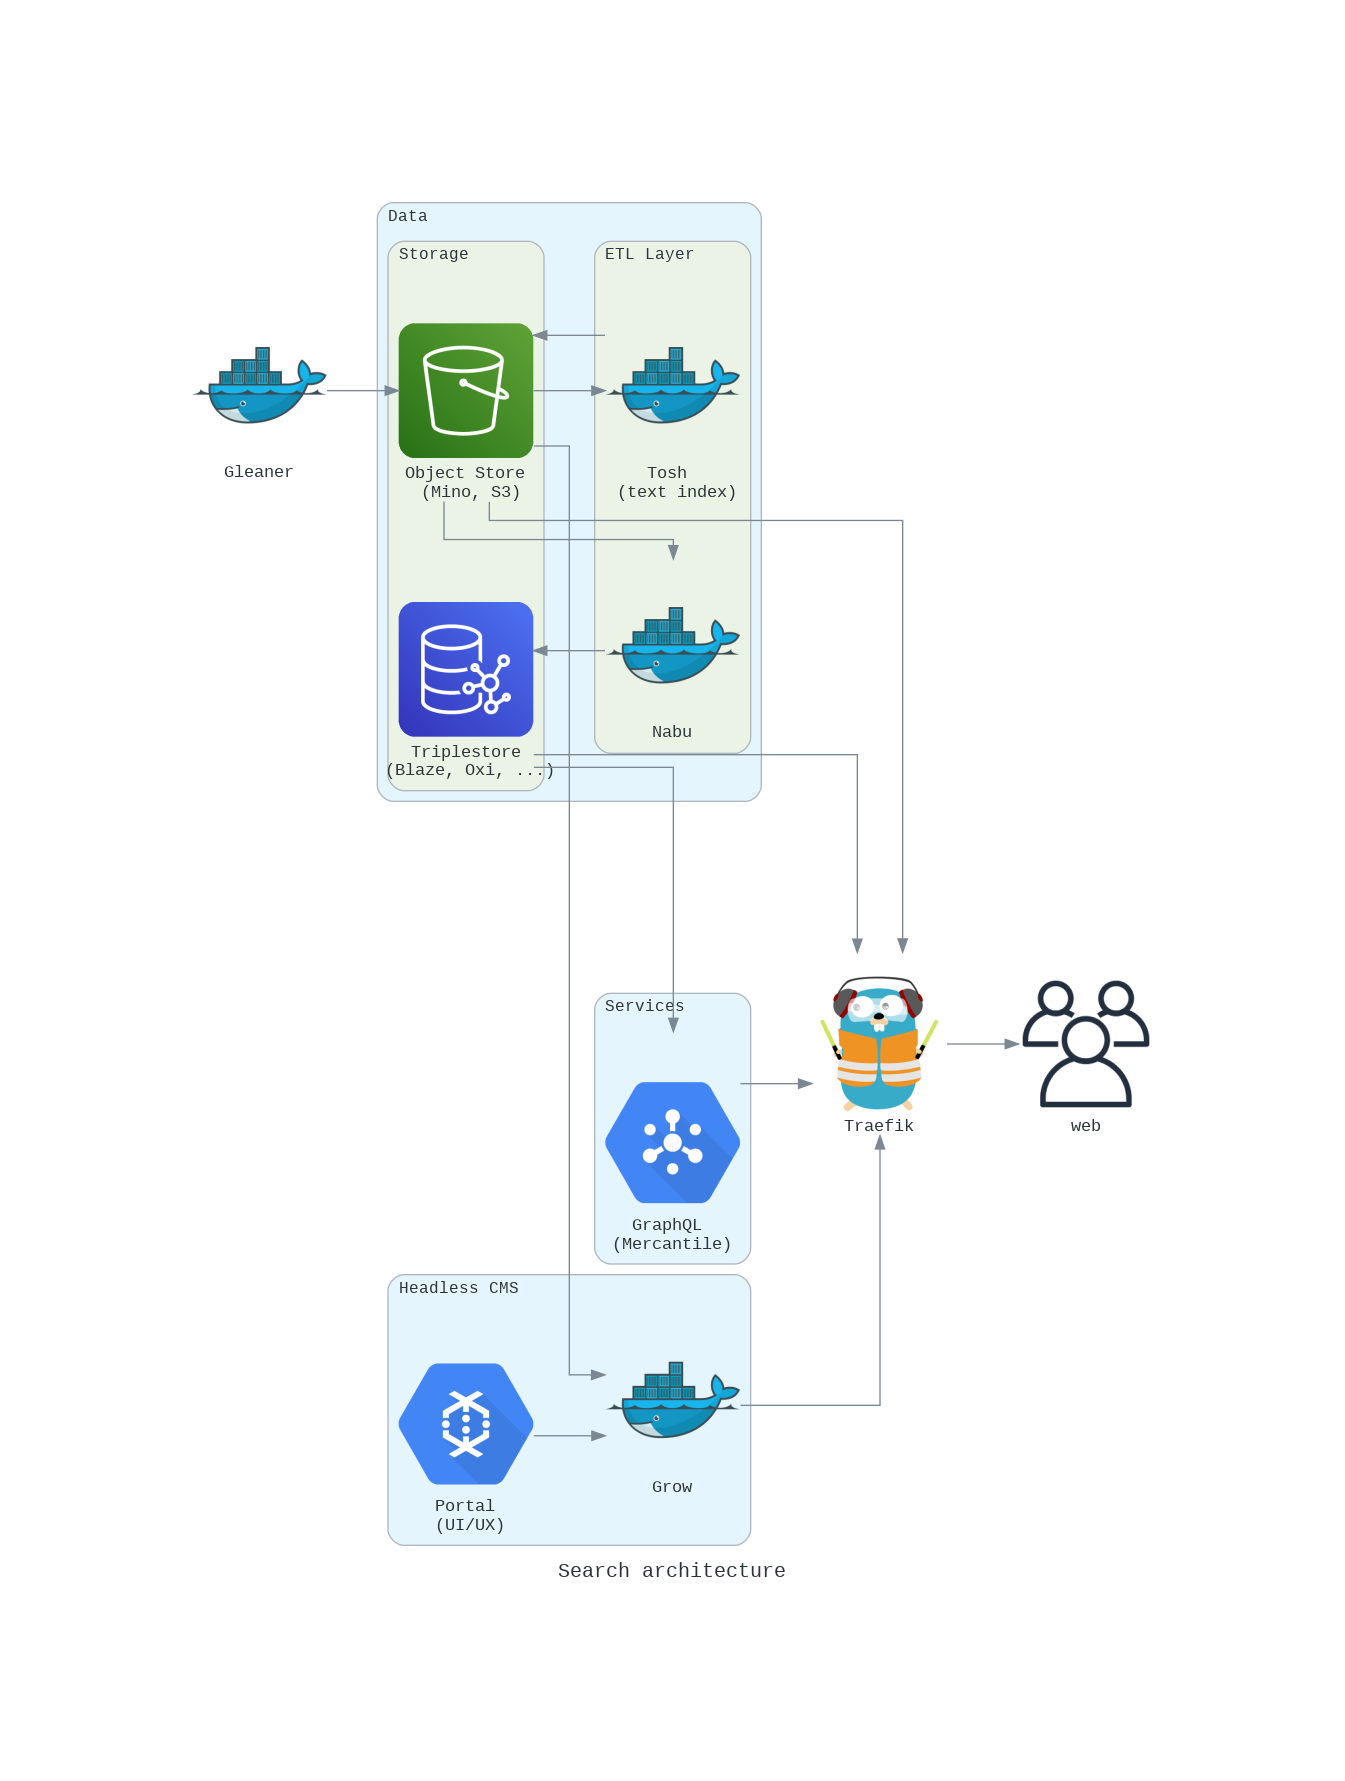 Data
Storage
ETL Layer
Gleaner
Object Store
(Mino, S3)
Tosh
(text index)
Triplestore
(Blaze, Oxi, ...)
Nabu
Services
GraphQL
(Mercantile)
Traefik
web
Headless CMS
Portal
(UI/UX)
Grow
Search architecture